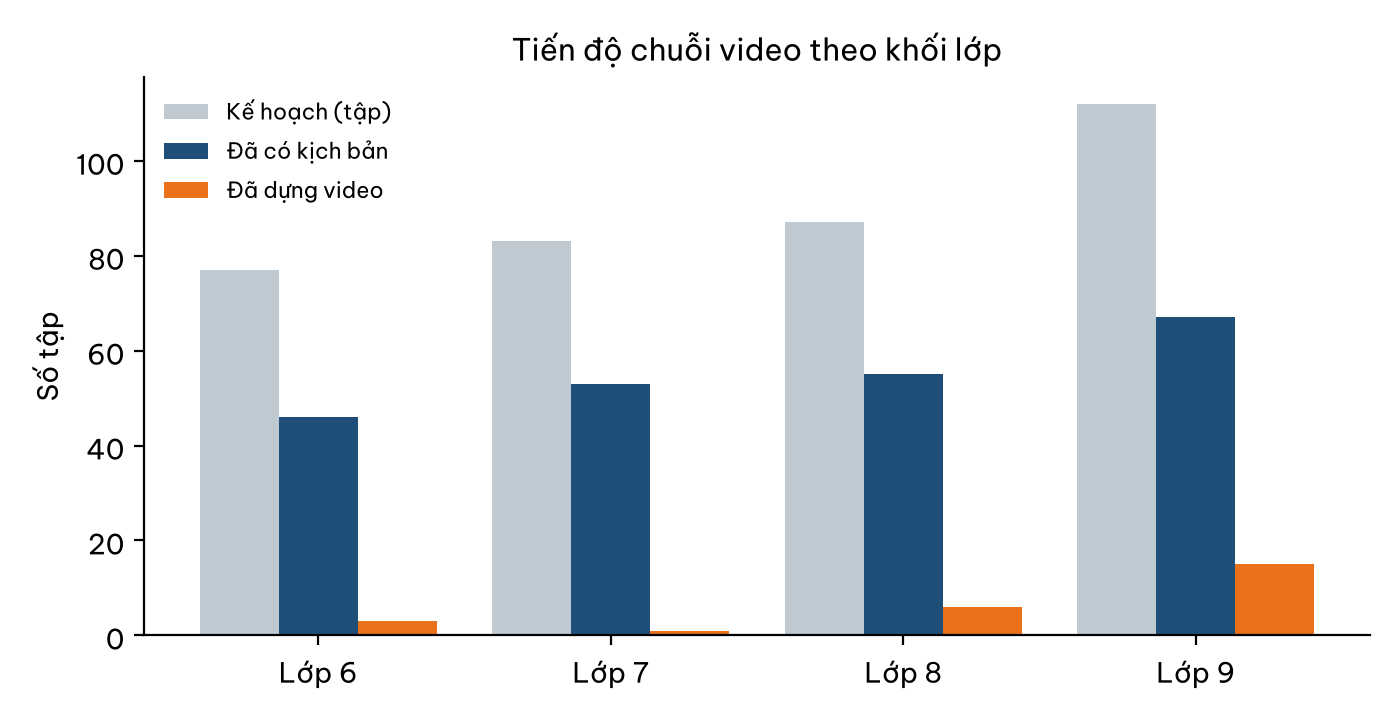 Tiến độ chuỗi video theo khối lớp
Kế hoạch (tập)
Đã có kịch bản
Đã dựng video
Số tập
100
80
60
40
20
0
Lớp 6
Lớp 7
Lớp 8
Lớp 9